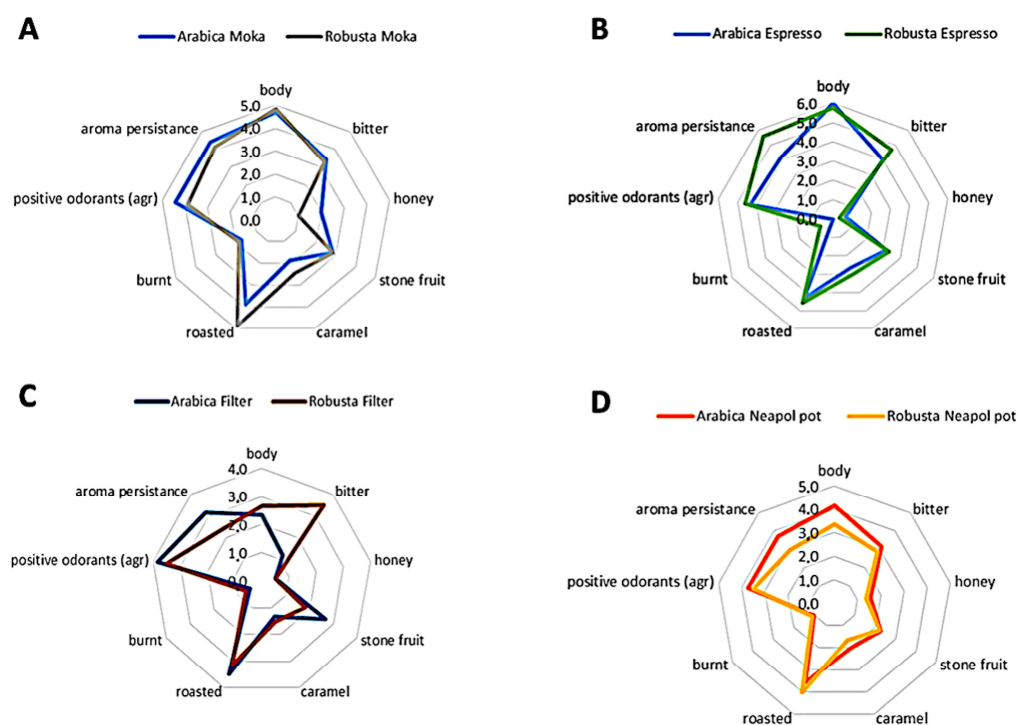 A
Arabica Moka
Robusta Moka
body
5.0
bitter
4.0
aroma persistance
3.0
2.0
positive odorants (agr)
honey
1.0
0.0
burnt
stone fruit
roasted
caramel
B
Arabica Espresso
Robusta Espresso
body
6.0
bitter
5.0
aroma persistance
4.0
3.0
positive odorants (agr)
honey
2.0
1.0
0.0
burnt
stone fruit
roasted
caramel
C
Arabica Filter
Robusta Filter
body
4.0
bitter
aroma persistance
3.0
2.0
positive odorants (agr)
honey
1.0
0.0
burnt
stone fruit
roasted
caramel
D
Arabica Neapol pot
Robusta Neapol pot
body
5.0
bitter
aroma persistance
4.0
3.0
positive odorants (agr)
honey
2.0
1.0
0.0
burnt
stone fruit
roasted
caramel